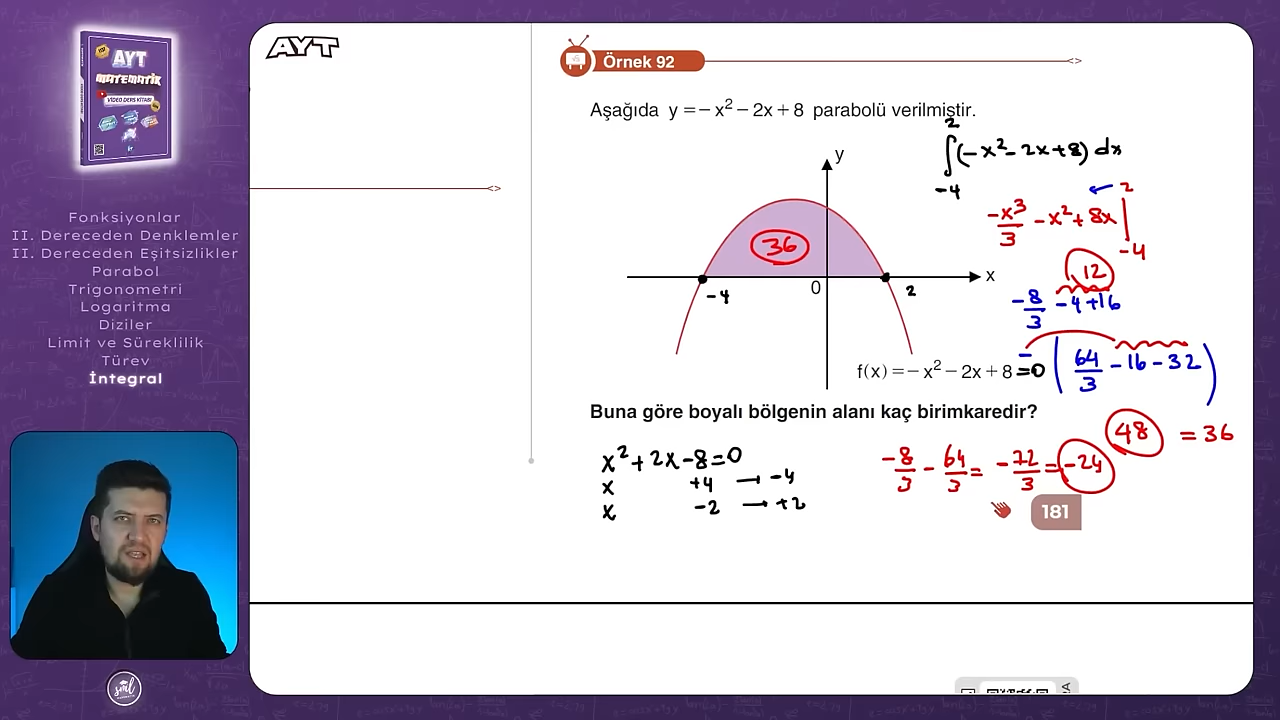 AYT
MATEMATİK
VİDEO DERS KİTABI
Fonksiyonlar
II. Dereceden Denklemler
II. Dereceden Eşitsizlikler
Parabol
Trigonometri
Logaritma
Diziler
Limit ve Süreklilik
Türev
İntegral
AYT
Örnek 92
Aşağıda y = – x² – 2x + 8 parabolü verilmiştir.
2
∫(-x²-2x+8) dx
-4
y
2
-x³/3 -x²+8x |
-4
36
x
0
-4
2
12
-8/3 -4+16
f(x) = – x² – 2x + 8 =0
- (64/3 -16-32)
Buna göre boyalı bölgenin alanı kaç birimkaredir?
48 = 36
x²+2x-8=0
x +4 → -4
x -2 → +2
-8/3 - 64/3 = -72/3 = -24
181
sml